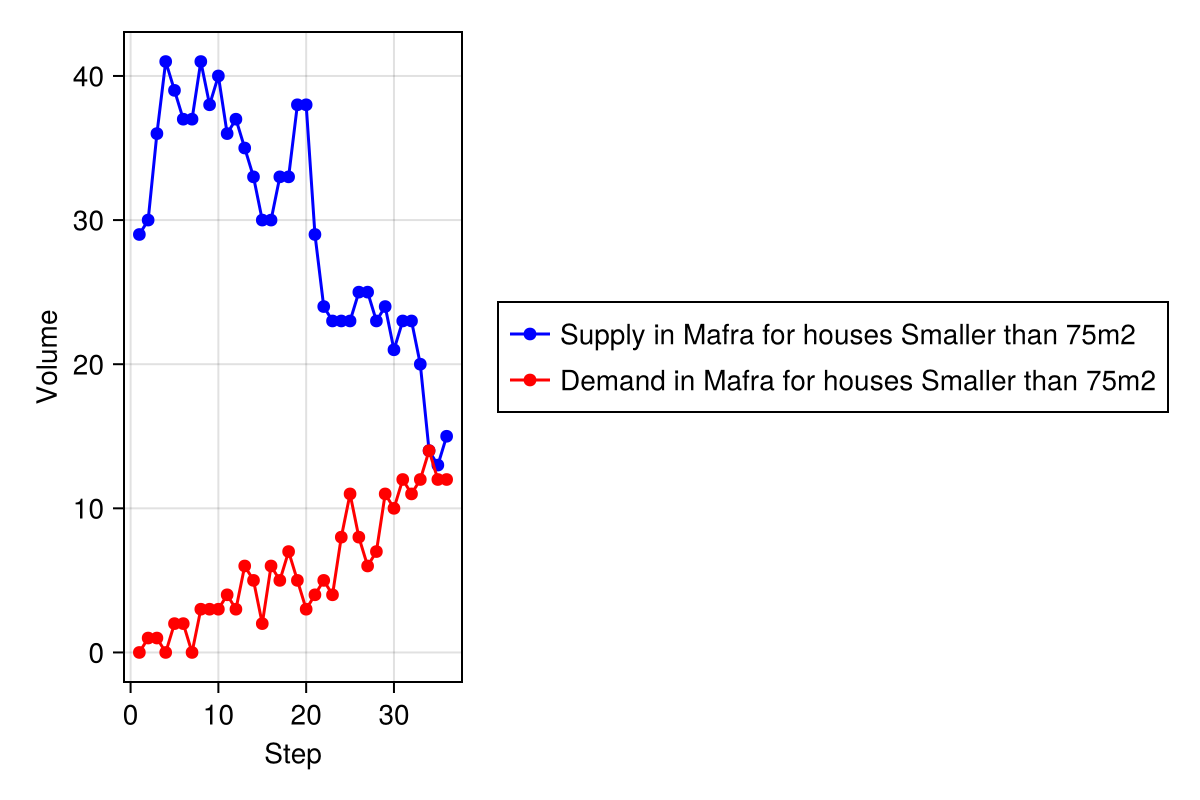 40
30
20
10
0
Volume
0 10 20 30
Step
Supply in Mafra for houses Smaller than 75m2
Demand in Mafra for houses Smaller than 75m2